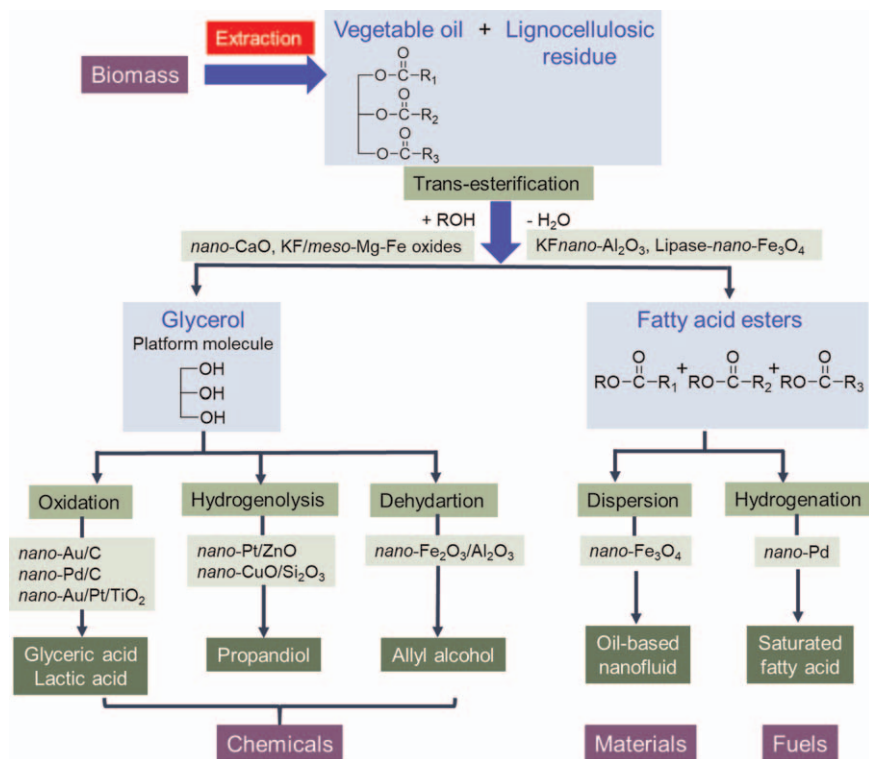 Extraction
Biomass
Vegetable oil + Lignocellulosic
residue
O
O–C–R₁
O
O–C–R₂
O
O–C–R₃
Trans-esterification
+ ROH - H₂O
nano-CaO, KF/meso-Mg-Fe oxides
KFnano-Al₂O₃, Lipase-nano-Fe₃O₄
Glycerol
Platform molecule
OH
OH
OH
Fatty acid esters
O O O
RO–C–R₁ + RO–C–R₂ + RO–C–R₃
Oxidation
Hydrogenolysis
Dehydartion
Dispersion
Hydrogenation
nano-Au/C
nano-Pd/C
nano-Au/Pt/TiO₂
nano-Pt/ZnO
nano-CuO/Si₂O₃
nano-Fe₂O₃/Al₂O₃
nano-Fe₃O₄
nano-Pd
Glyceric acid
Lactic acid
Propandiol
Allyl alcohol
Oil-based
nanofluid
Saturated
fatty acid
Chemicals
Materials
Fuels